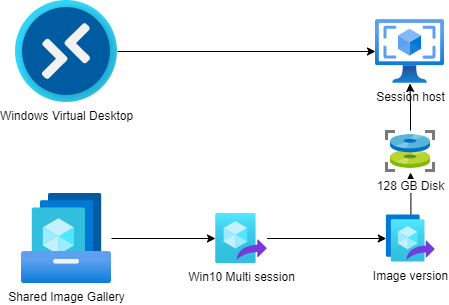 Windows Virtual Desktop
Session host
128 GB Disk
Shared Image Gallery
Win10 Multi session
Image version